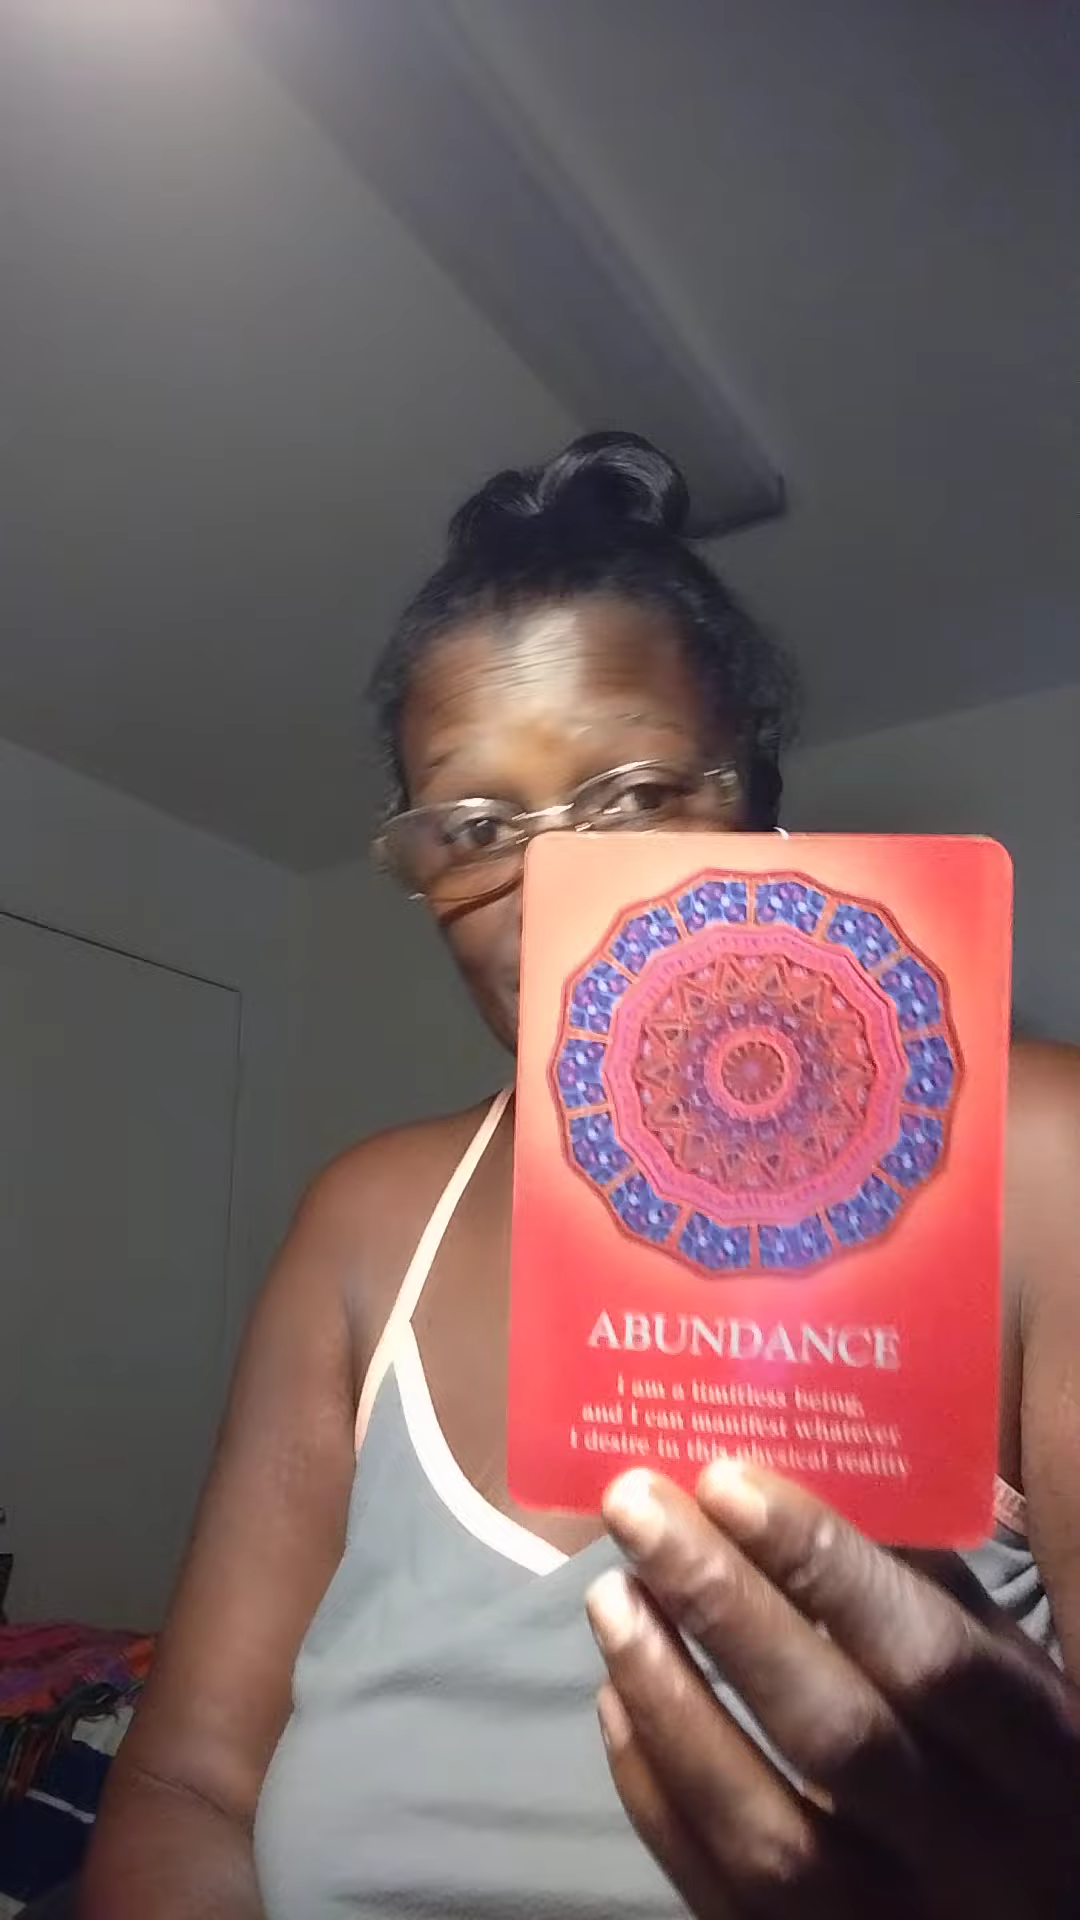 ABUNDANCE
I am a limitless being,
and I can manifest whatever
I desire in this physical reality